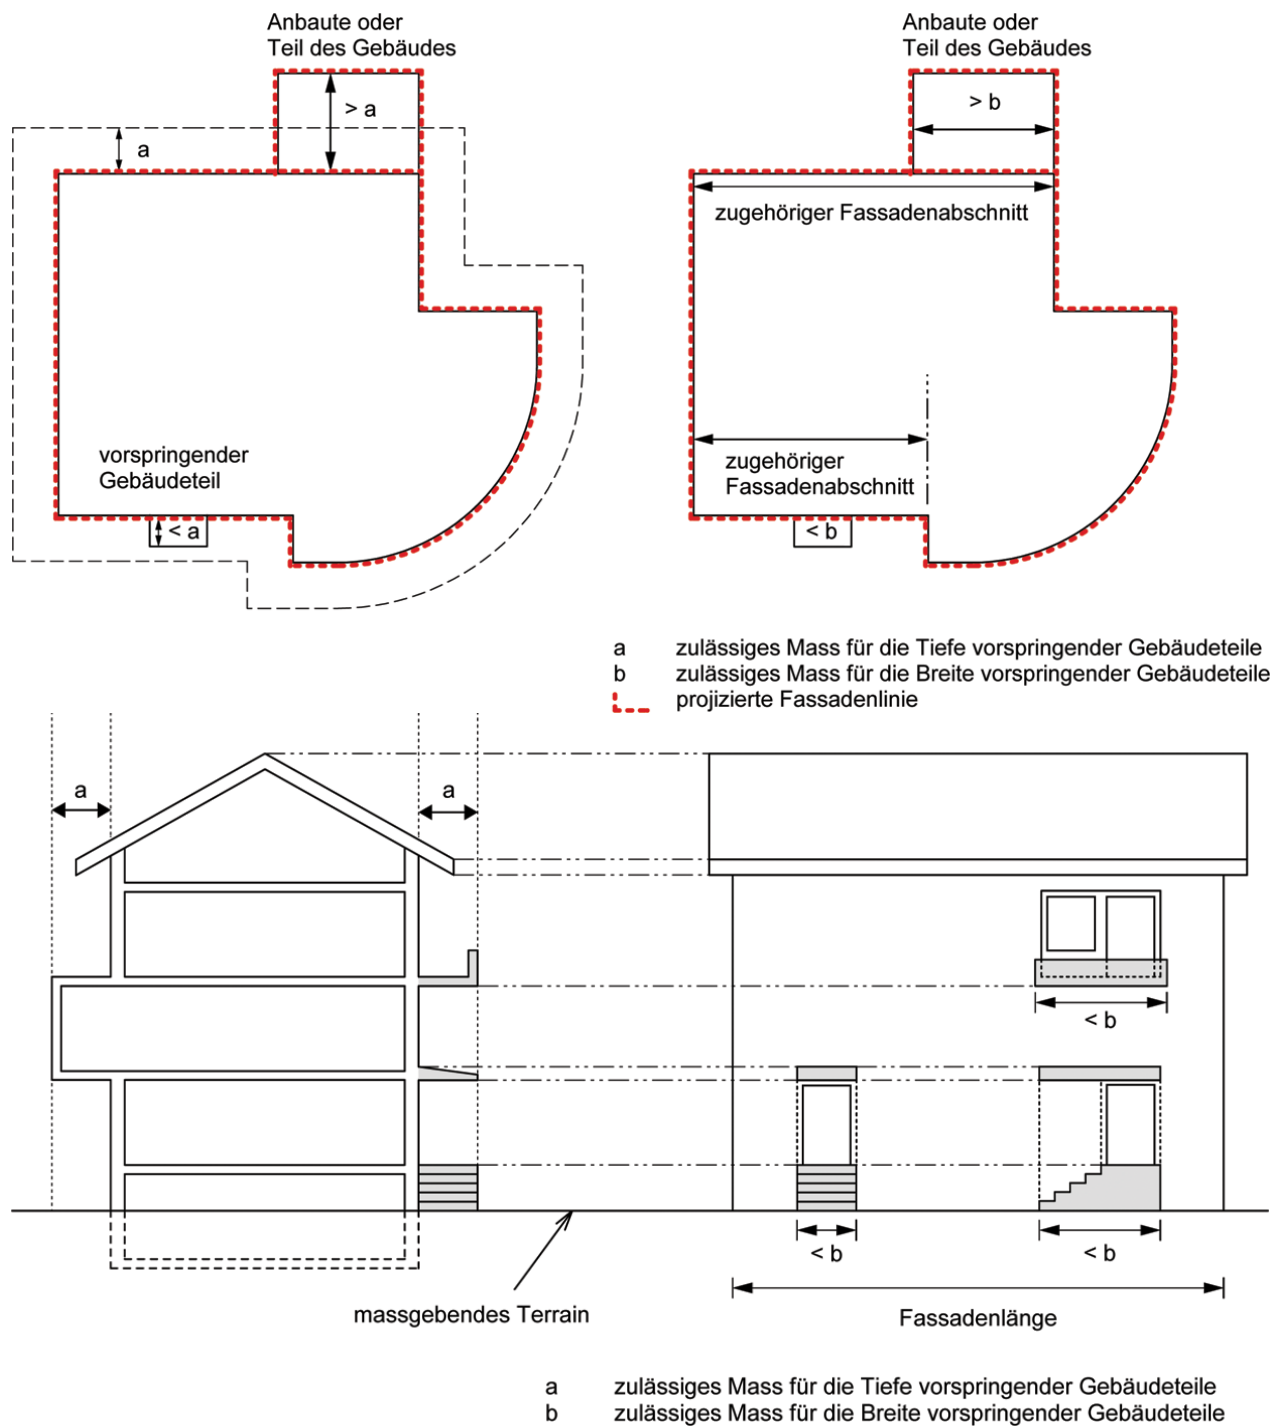 Anbaute oder
Teil des Gebäudes
> a
a
vorspringender
Gebäudeteil
< a
Anbaute oder
Teil des Gebäudes
> b
zugehöriger Fassadenabschnitt
zugehöriger
Fassadenabschnitt
< b
a zulässiges Mass für die Tiefe vorspringender Gebäudeteile
b zulässiges Mass für die Breite vorspringender Gebäudeteile
projizierte Fassadenlinie
a
a
< b
< b
< b
massgebendes Terrain
Fassadenlänge
a zulässiges Mass für die Tiefe vorspringender Gebäudeteile
b zulässiges Mass für die Breite vorspringender Gebäudeteile